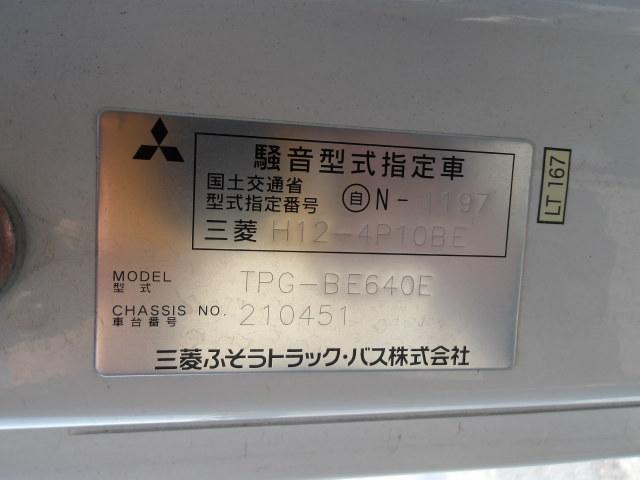 騒音型式指定車
国土交通省
型式指定番号 自N-1197
三菱 H12-4P10BE
MODEL
型式 TPG-BE640E
CHASSIS NO.
車台番号 210451
三菱ふそうトラック・バス株式会社
LT 167